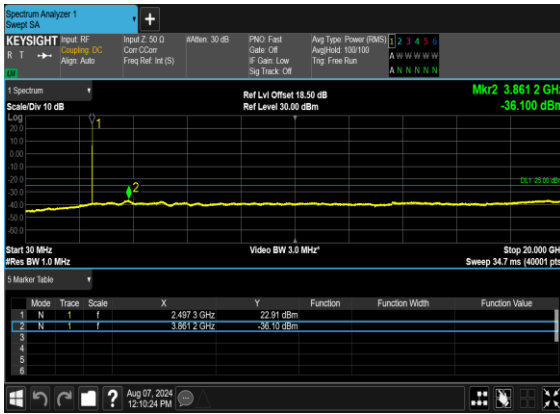 Spectrum Analyzer 1
Swept SA
+
KEYSIGHT Input: RF Input Z: 50 Ω #Atten: 30 dB PNO: Fast Avg Type: Power (RMS) 1 2 3 4 5 6
R T Coupling: DC Corr CCorr Gate: Off Avg|Hold: 100/100 A W W W W W
Align: Auto Freq Ref: Int (S) IF Gain: Low Trig: Free Run
LXI Sig Track: Off A N N N N N
1 Spectrum Ref Lvl Offset 18.50 dB Mkr2 3.861 2 GHz
Scale/Div 10 dB Ref Level 30.00 dBm -36.100 dBm
Log
1
20.0
10.0
0.00
-10.0
-20.0
DL1 -25.00 dBm
-30.0
2
-40.0
-50.0
-60.0
Start 30 MHz Video BW 3.0 MHz* Stop 20.000 GHz
#Res BW 1.0 MHz Sweep 34.7 ms (40001 pts)
5 Marker Table
Mode Trace Scale X Y Function Function Width Function Value
1 N 1 f 2.497 3 GHz 22.91 dBm
2 N 1 f 3.861 2 GHz -36.10 dBm
3
4
5
6
? Aug 07, 2024
12:10:24 PM